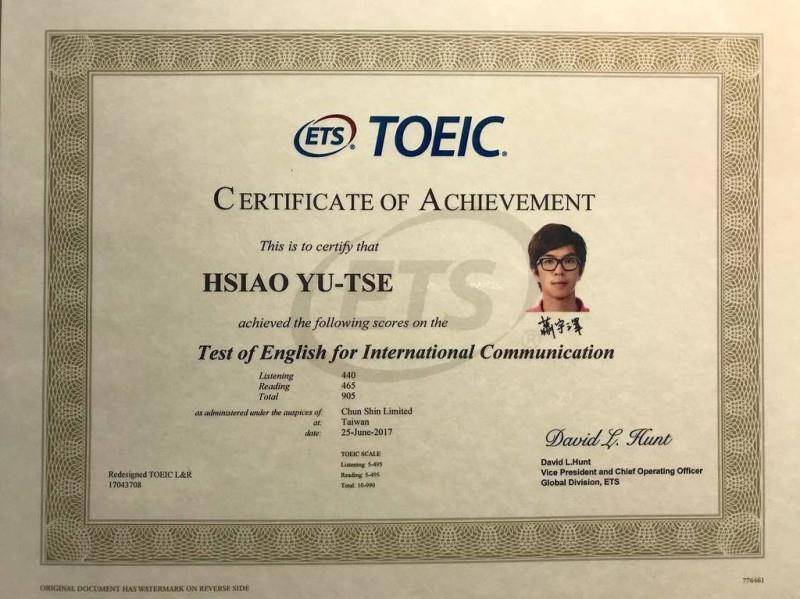 ETS® TOEIC®
CERTIFICATE OF ACHIEVEMENT
This is to certify that
HSIAO YU-TSE
achieved the following scores on the
蕭宇澤
Test of English for International Communication
Listening 440
Reading 465
Total 905
as administered under the auspices of: Chun Shin Limited
at: Taiwan
date: 25-June-2017
TOEIC SCALE
Listening: 5-495
Reading: 5-495
Total: 10-990
David L. Hunt
David L.Hunt
Vice President and Chief Operating Officer
Global Division, ETS
Redesigned TOEIC L&R
17043708
ETS®
ORIGINAL DOCUMENT HAS WATERMARK ON REVERSE SIDE
776461